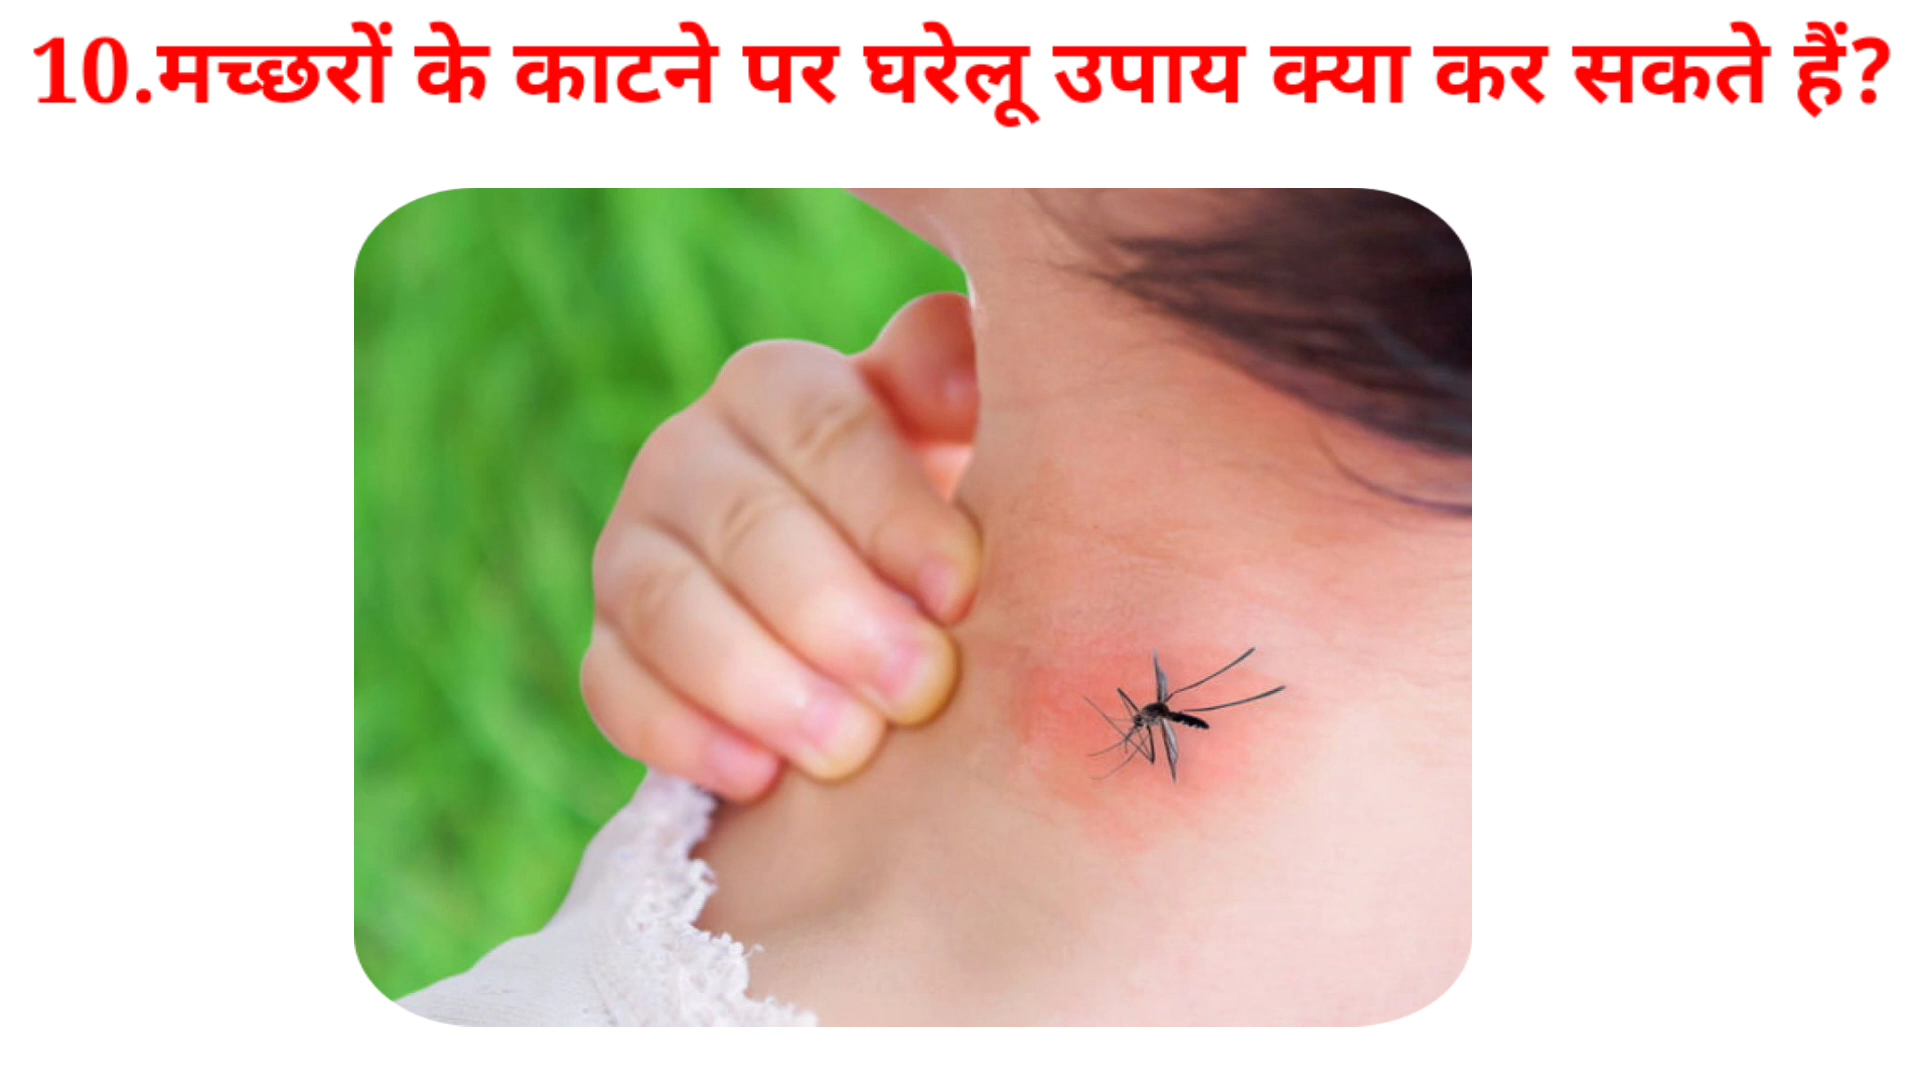 10.मच्छरों के काटने पर घरेलू उपाय क्या कर सकते हैं?